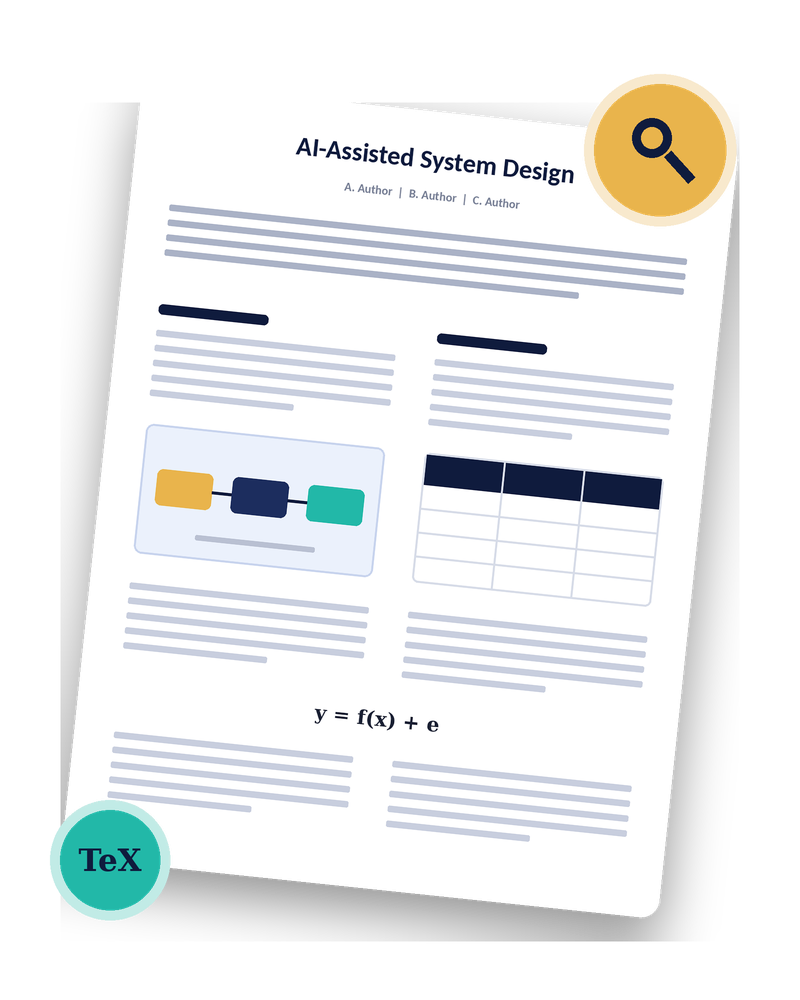 AI-Assisted System Design
A. Author | B. Author | C. Author
y = f(x) + e
TeX